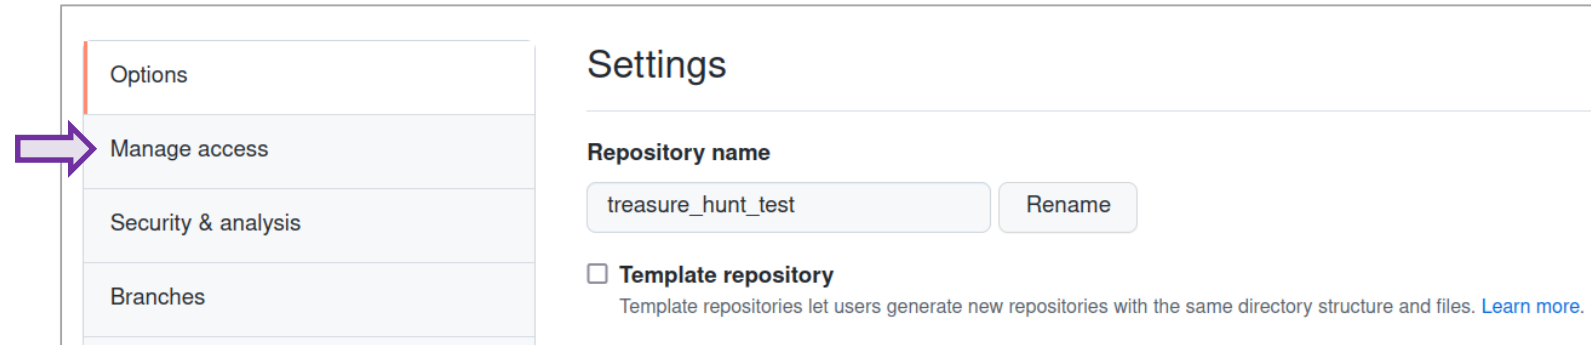 Options
Manage access
Security & analysis
Branches
Settings
Repository name
treasure_hunt_test
Rename
Template repository
Template repositories let users generate new repositories with the same directory structure and files. Learn more.